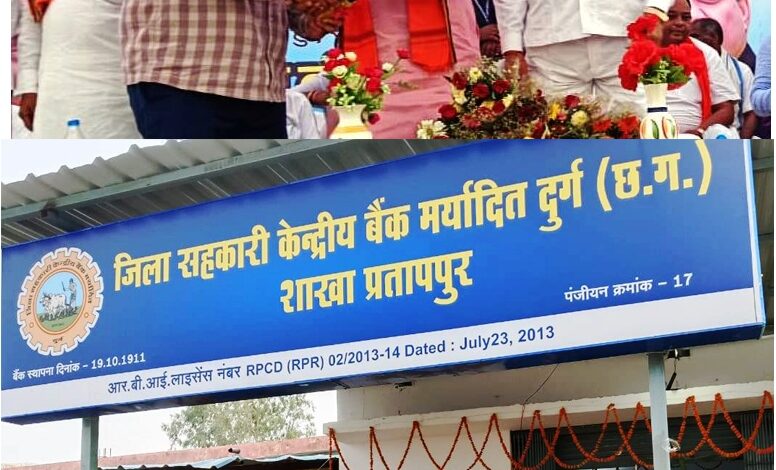 जिला सहकारी केन्द्रीय बैंक मर्यादित दुर्ग (छ.ग.)
शाखा प्रतापपुर
पंजीयन क्रमांक - 17
बैंक स्थापना दिनांक - 19.10.1911
आर.बी.आई.लाइसेंस नंबर RPCD (RPR) 02/2013-14 Dated : July23, 2013